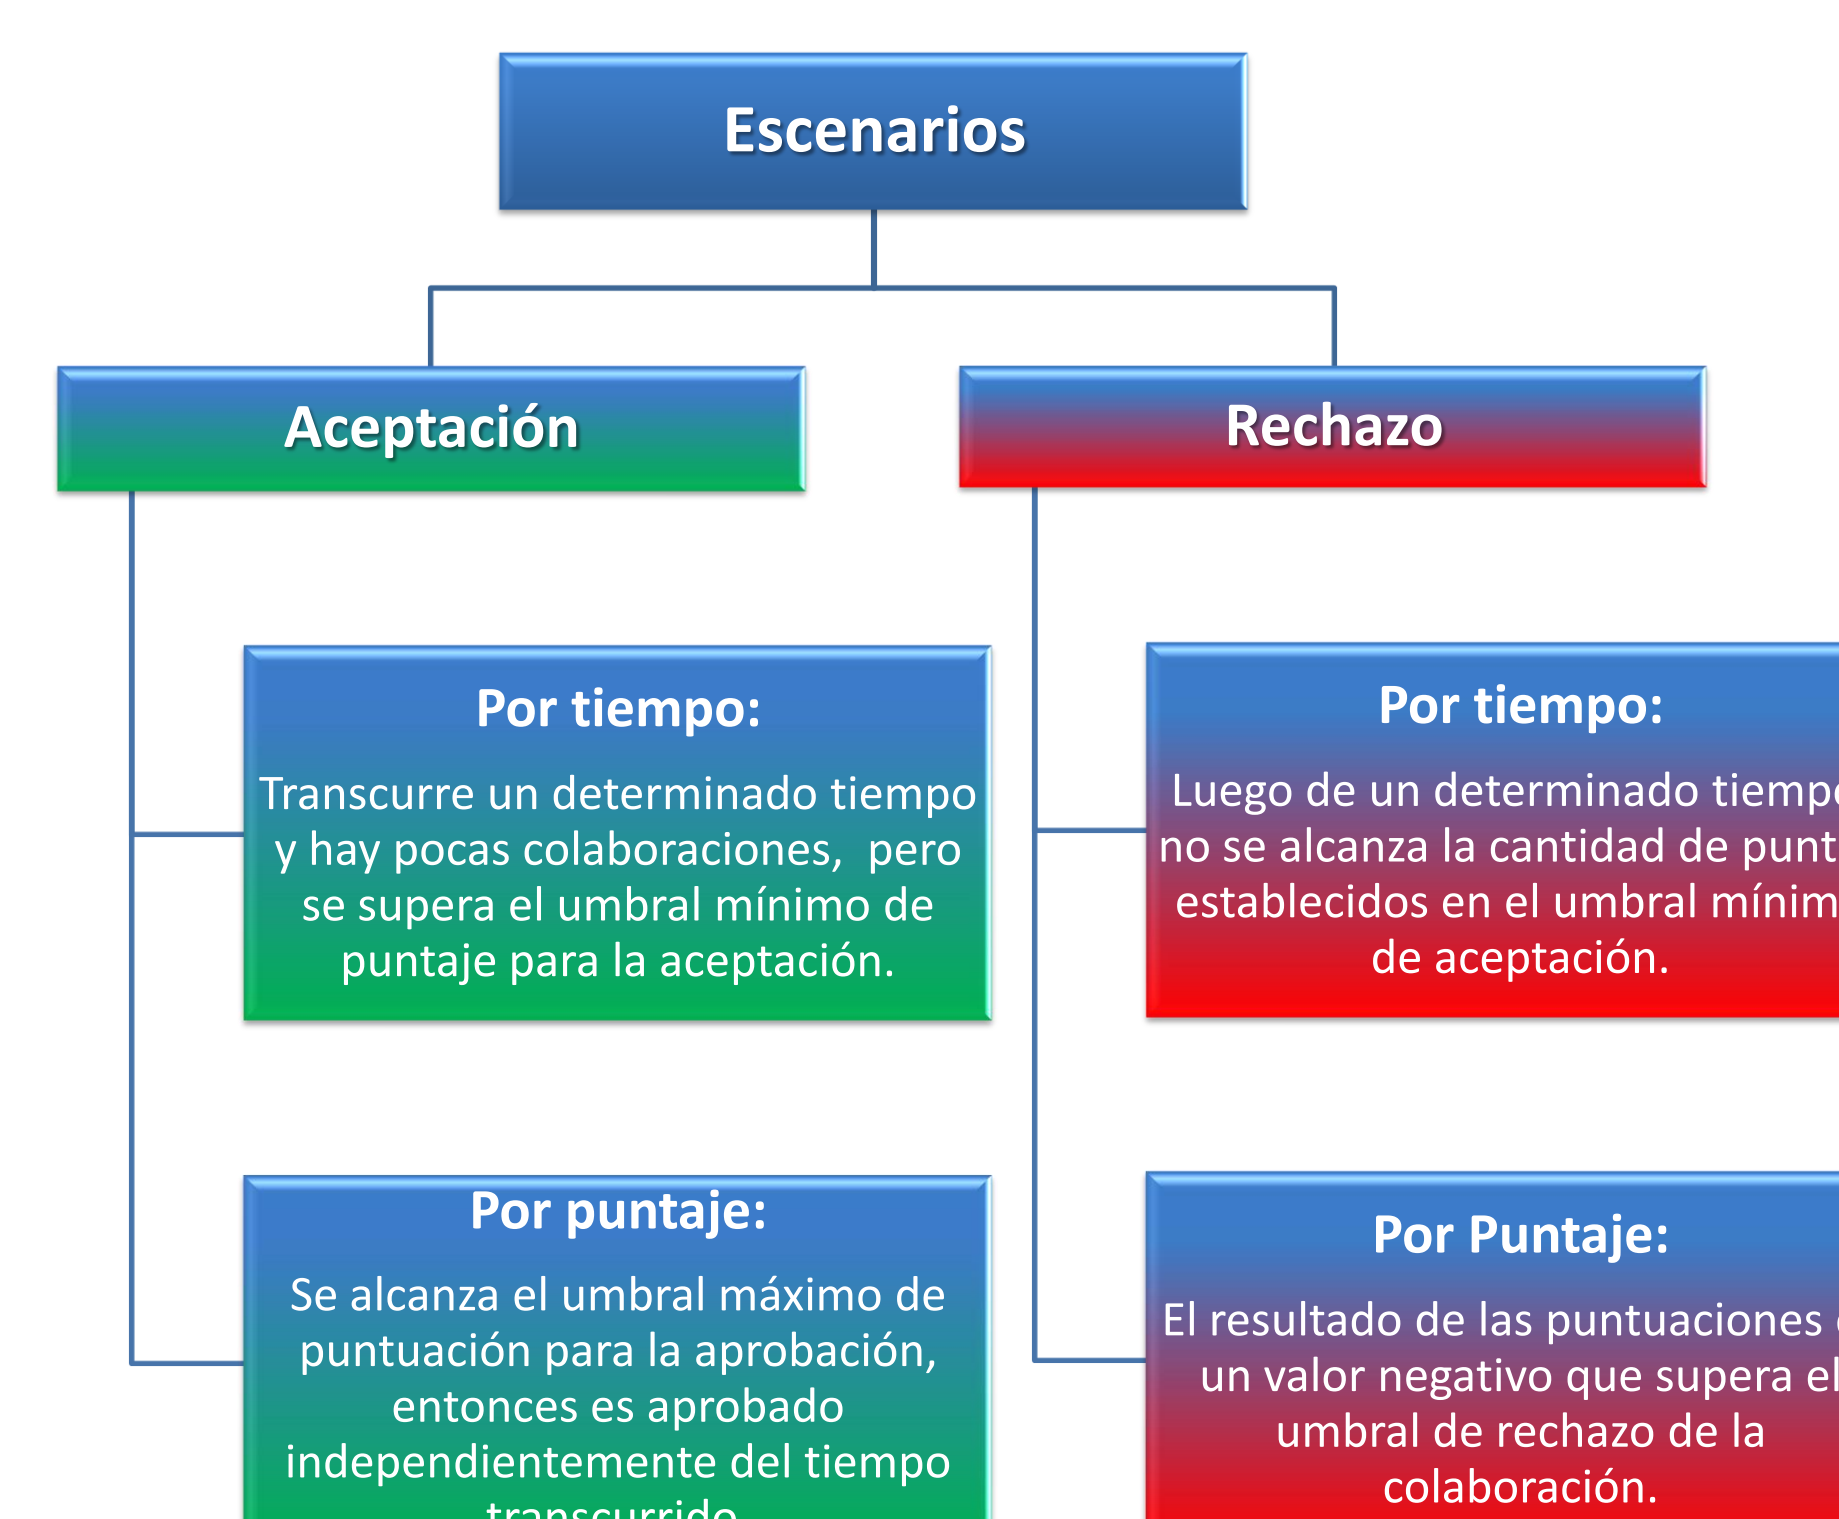 Escenarios
Aceptación
Rechazo
Por tiempo:
Transcurre un determinado tiempo
y hay pocas colaboraciones,  pero
se supera el umbral mínimo de
puntaje para la aceptación.
Por puntaje:
Se alcanza el umbral máximo de
puntuación para la aprobación,
entonces es aprobado
independientemente del tiempo
transcurrido
Por tiempo:
Luego de un determinado tiempo
no se alcanza la cantidad de punt
establecidos en el umbral mínim
de aceptación.
Por Puntaje:
El resultado de las puntuaciones
un valor negativo que supera el
umbral de rechazo de la
colaboración.